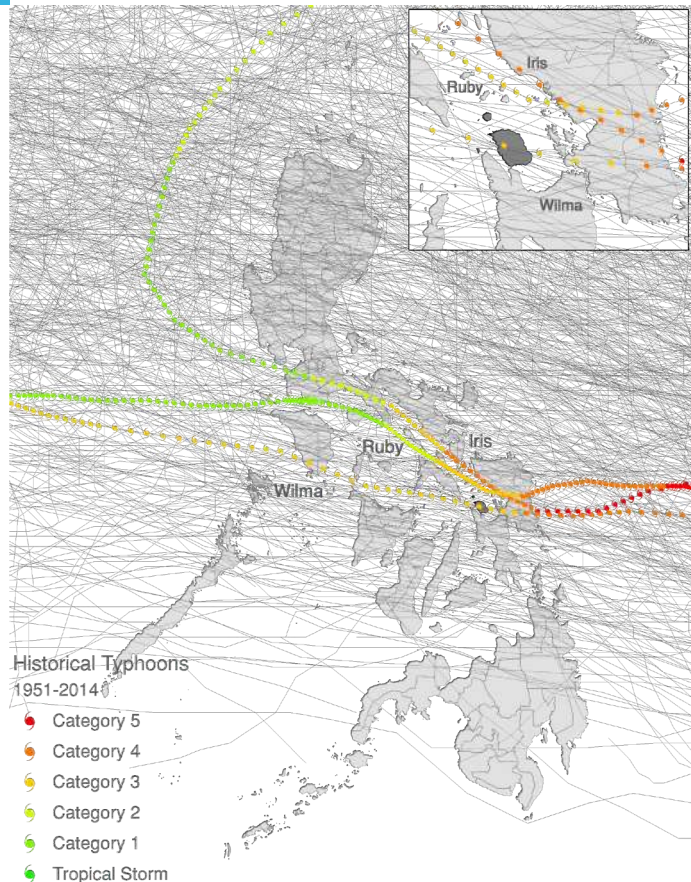 Iris
Ruby
Wilma
Ruby
Iris
Wilma
Historical Typhoons
1951-2014
Category 5
Category 4
Category 3
Category 2
Category 1
Tropical Storm